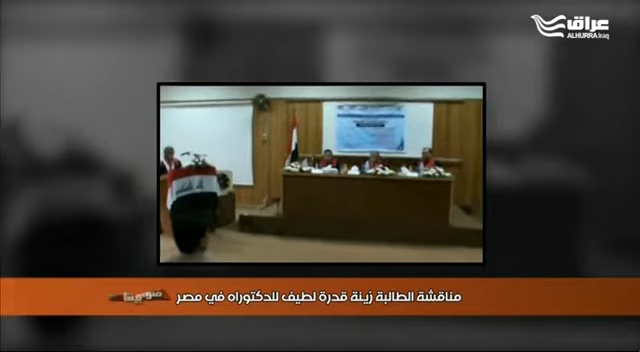 عراق
ALHURRA Iraq
مناقشة الطالبة زينة قدرة لطيف للدكتوراه في مصر